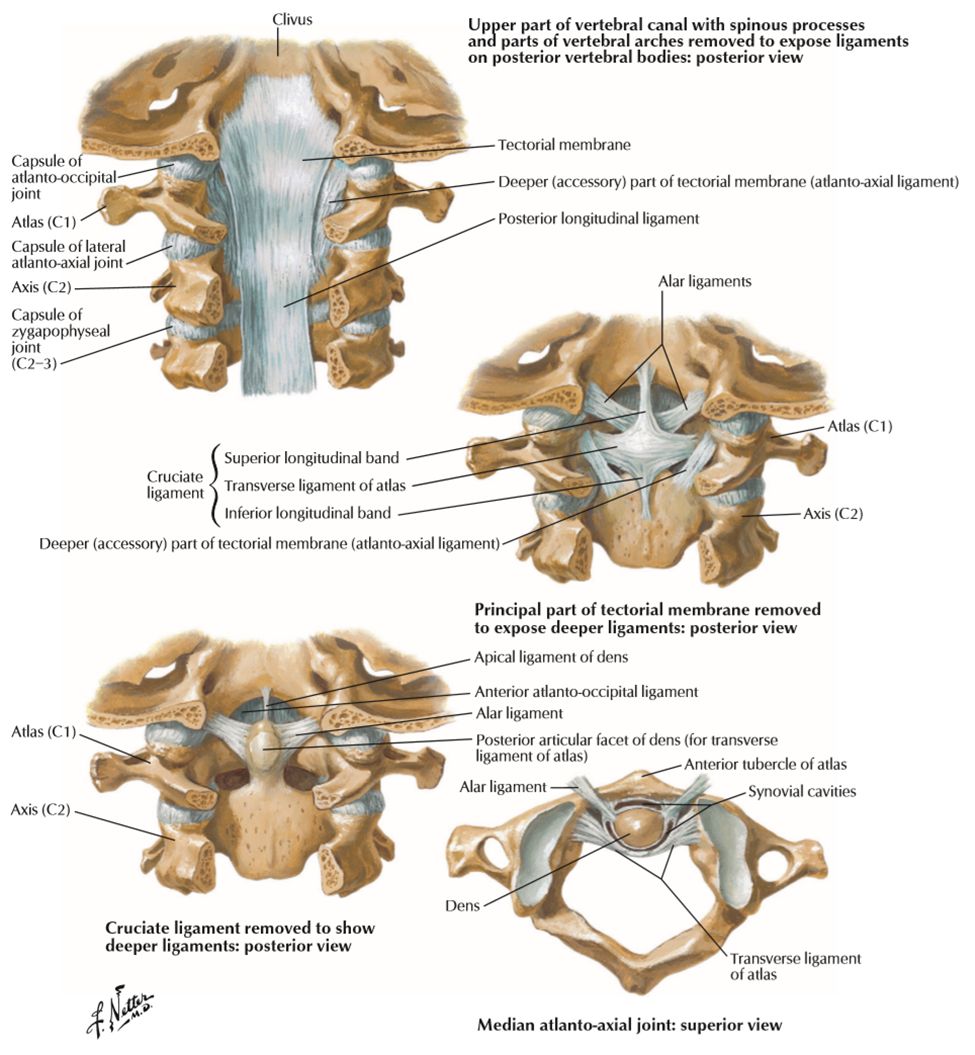 Clivus
Upper part of vertebral canal with spinous processes
and parts of vertebral arches removed to expose ligaments
on posterior vertebral bodies: posterior view
Tectorial membrane
Deeper (accessory) part of tectorial membrane (atlanto-axial ligament)
Posterior longitudinal ligament
Capsule of
atlanto-occipital
joint
Atlas (C1)
Capsule of lateral
atlanto-axial joint
Axis (C2)
Capsule of
zygapophyseal
joint
(C2–3)
Alar ligaments
Atlas (C1)
Axis (C2)
Cruciate
ligament
Superior longitudinal band
Transverse ligament of atlas
Inferior longitudinal band
Deeper (accessory) part of tectorial membrane (atlanto-axial ligament)
Principal part of tectorial membrane removed
to expose deeper ligaments: posterior view
Apical ligament of dens
Anterior atlanto-occipital ligament
Alar ligament
Posterior articular facet of dens (for transverse
ligament of atlas)
Atlas (C1)
Axis (C2)
Cruciate ligament removed to show
deeper ligaments: posterior view
Anterior tubercle of atlas
Alar ligament
Synovial cavities
Dens
Transverse ligament
of atlas
Median atlanto-axial joint: superior view
F. Netter
M.D.